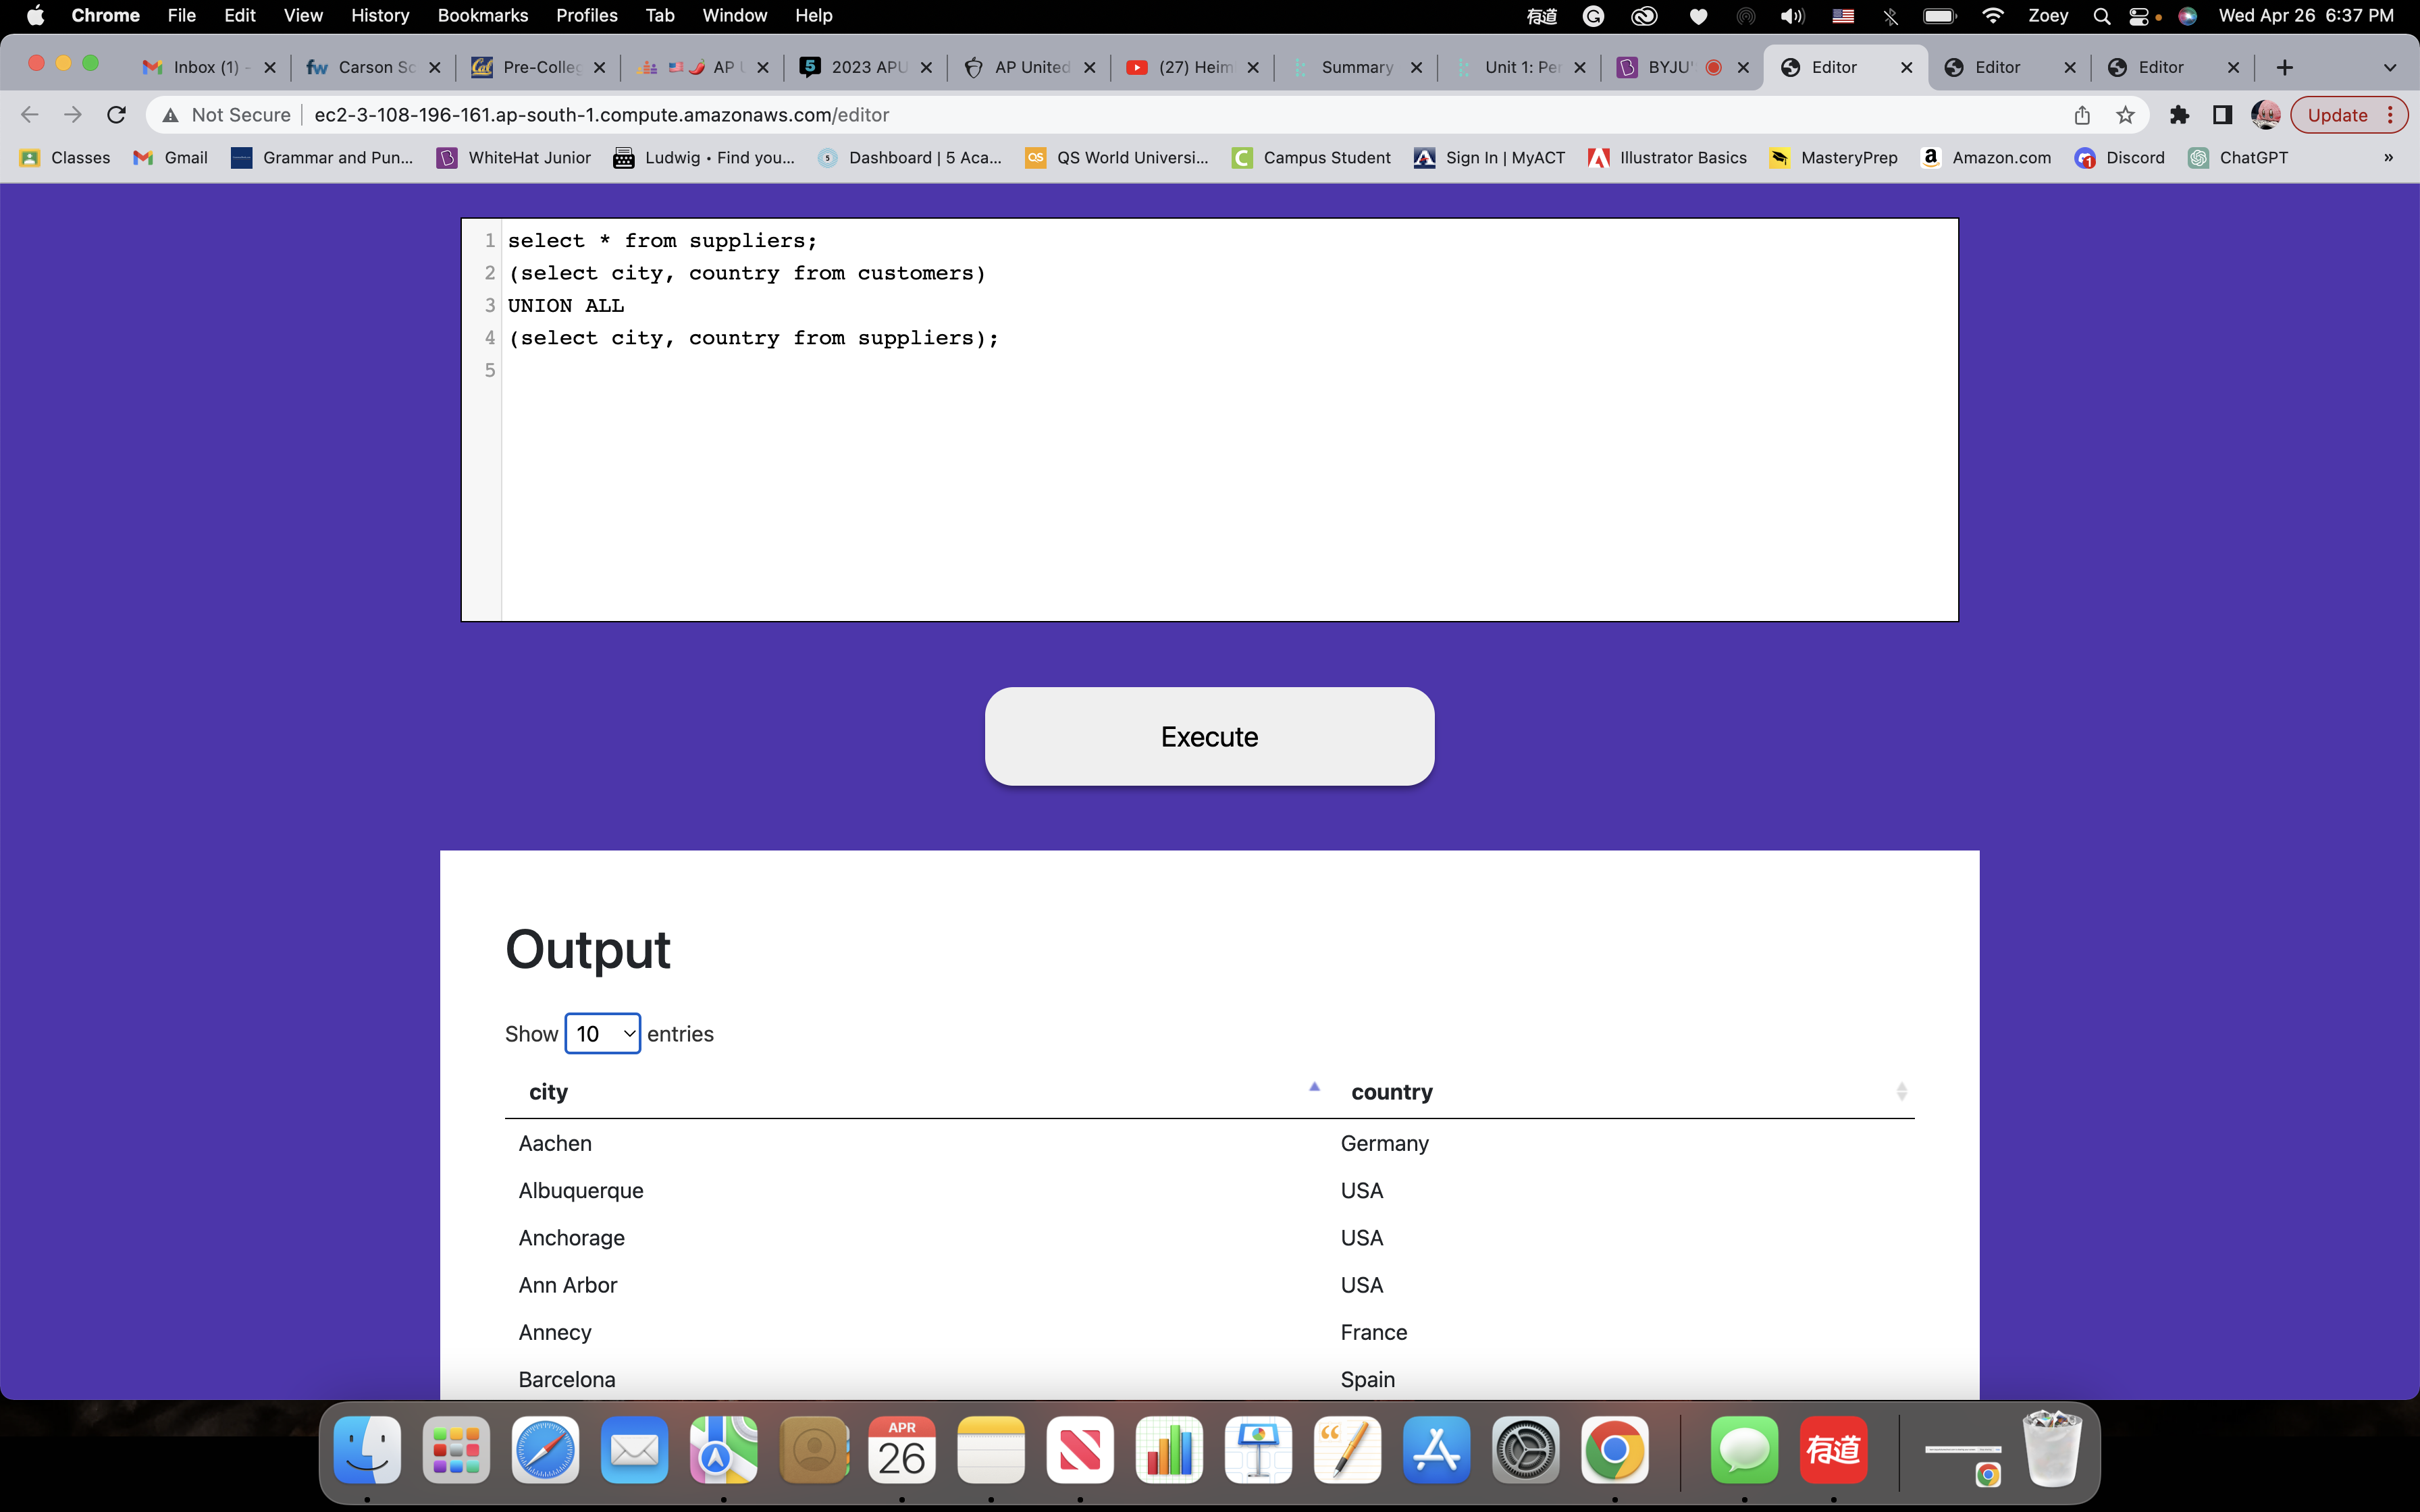 Chrome File Edit View History Bookmarks Profiles Tab Window Help 有道 Zoey Wed Apr 26 6:37 PM
Inbox (1) - fw Carson Sc Cal Pre-Colleg AP U 5 2023 APU AP United (27) Heim Summary Unit 1: Per BYJU' Editor Editor Editor
Not Secure ec2-3-108-196-161.ap-south-1.compute.amazonaws.com/editor Update
Classes Gmail Grammar and Pun... WhiteHat Junior Ludwig • Find you... Dashboard | 5 Aca... QS World Universi... Campus Student Sign In | MyACT Illustrator Basics MasteryPrep Amazon.com Discord ChatGPT »
1 select * from suppliers;
2 (select city, country from customers)
3 UNION ALL
4 (select city, country from suppliers);
5
Execute
Output
Show 10 entries
city country
Aachen Germany
Albuquerque USA
Anchorage USA
Ann Arbor USA
Annecy France
Barcelona Spain
APR
26
有道